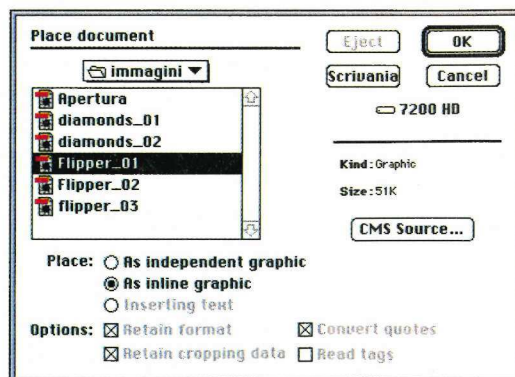 Place document
Eject
OK
immagini
Scrivania
Cancel
Apertura
diamonds_01
diamonds_02
Flipper_01
Flipper_02
flipper_03
7200 HD
Kind: Graphic
Size: 51K
CMS Source...
Place: As independent graphic
As inline graphic
Inserting text
Options: Retain format
Convert quotes
Retain cropping data
Read tags